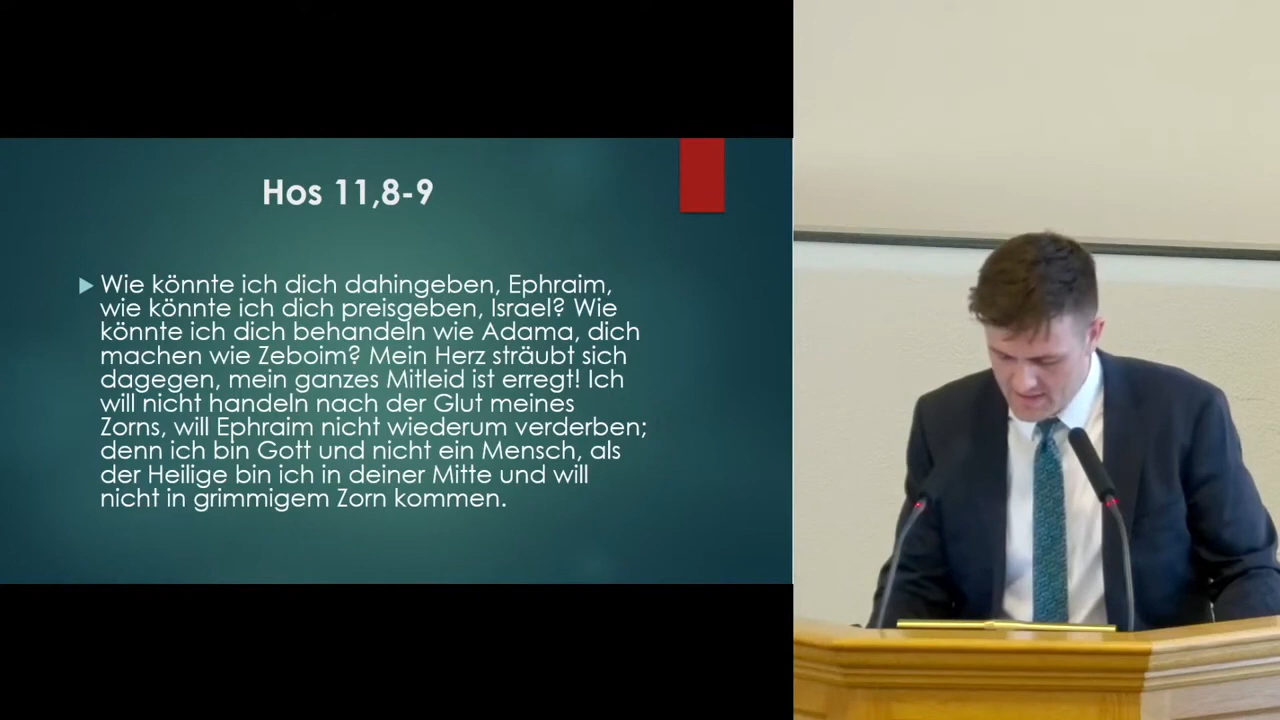 Hos 11,8-9
Wie könnte ich dich dahingeben, Ephraim,
wie könnte ich dich preisgeben, Israel? Wie
könnte ich dich behandeln wie Adama, dich
machen wie Zeboim? Mein Herz sträubt sich
dagegen, mein ganzes Mitleid ist erregt! Ich
will nicht handeln nach der Glut meines
Zorns, will Ephraim nicht wiederum verderben;
denn ich bin Gott und nicht ein Mensch, als
der Heilige bin ich in deiner Mitte und will
nicht in grimmigem Zorn kommen.